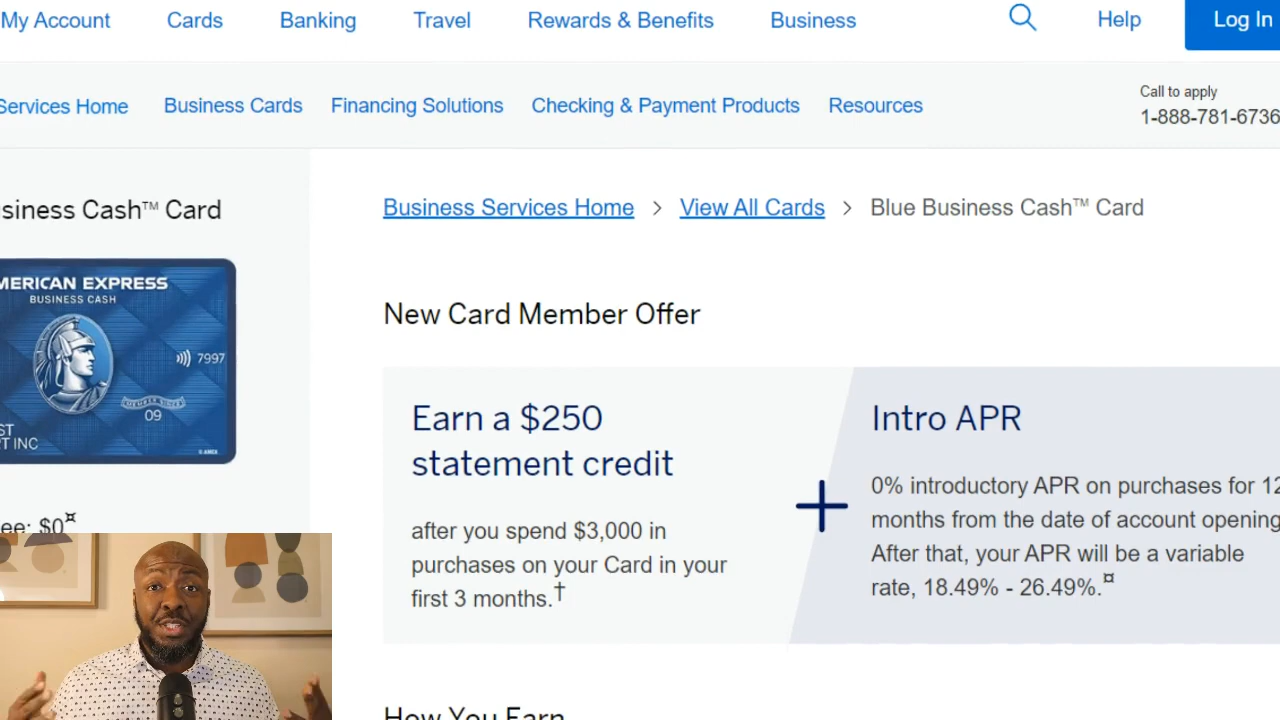 My Account Cards Banking Travel Rewards & Benefits Business Help Log In
Services Home Business Cards Financing Solutions Checking & Payment Products Resources
Call to apply
1-888-781-6736
siness Cash™ Card
Business Services Home > View All Cards > Blue Business Cash™ Card
MERICAN EXPRESS
BUSINESS CASH
7997
MEMBER SINCE
09
ST
T INC
© AMEX
ee: $0¤
New Card Member Offer
Earn a $250
statement credit
after you spend $3,000 in
purchases on your Card in your
first 3 months.†
+
Intro APR
0% introductory APR on purchases for 12
months from the date of account opening
After that, your APR will be a variable
rate, 18.49% - 26.49%.¤
How You Earn